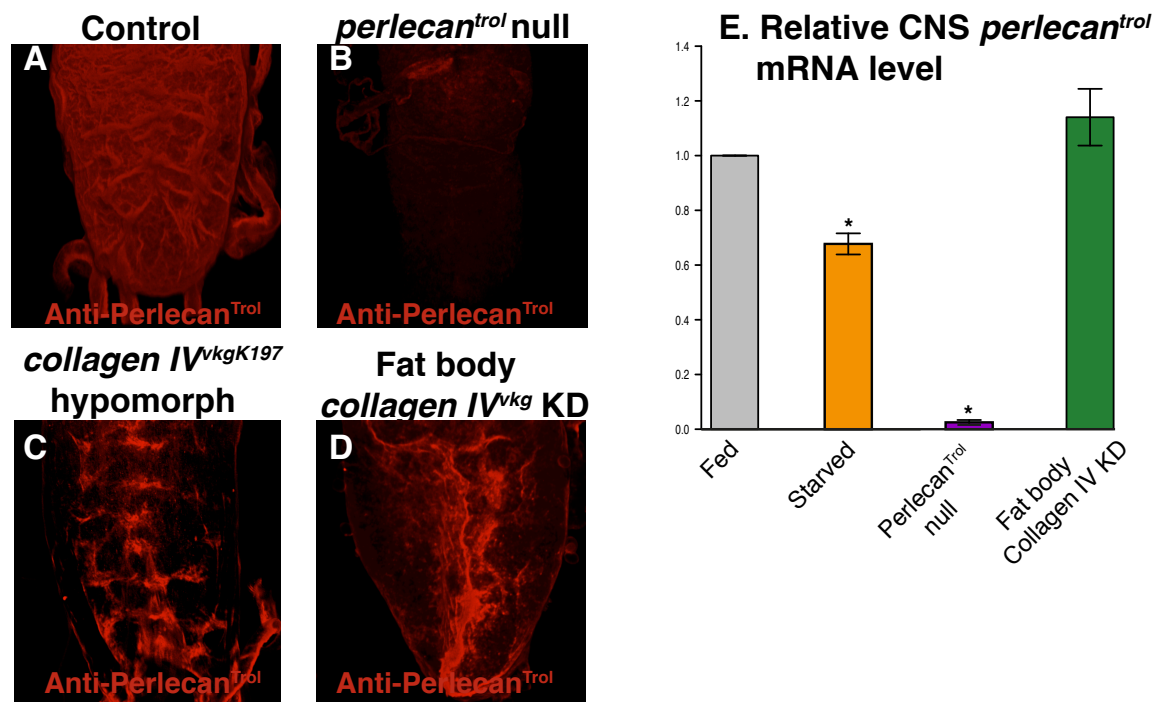 Control
A
Anti-PerlecanTrol
perlecantrol null
B
Anti-PerlecanTrol
collagen IVvkgK197
hypomorph
C
Anti-PerlecanTrol
Fat body
collagen IVvkg KD
D
Anti-PerlecanTrol
E. Relative CNS perlecantrol
mRNA level
1.4
1.2
1.0
0.8
0.6
0.4
0.2
0.0
*
*
Fed
Starved
PerlecanTrol
null
Fat body
Collagen IV KD